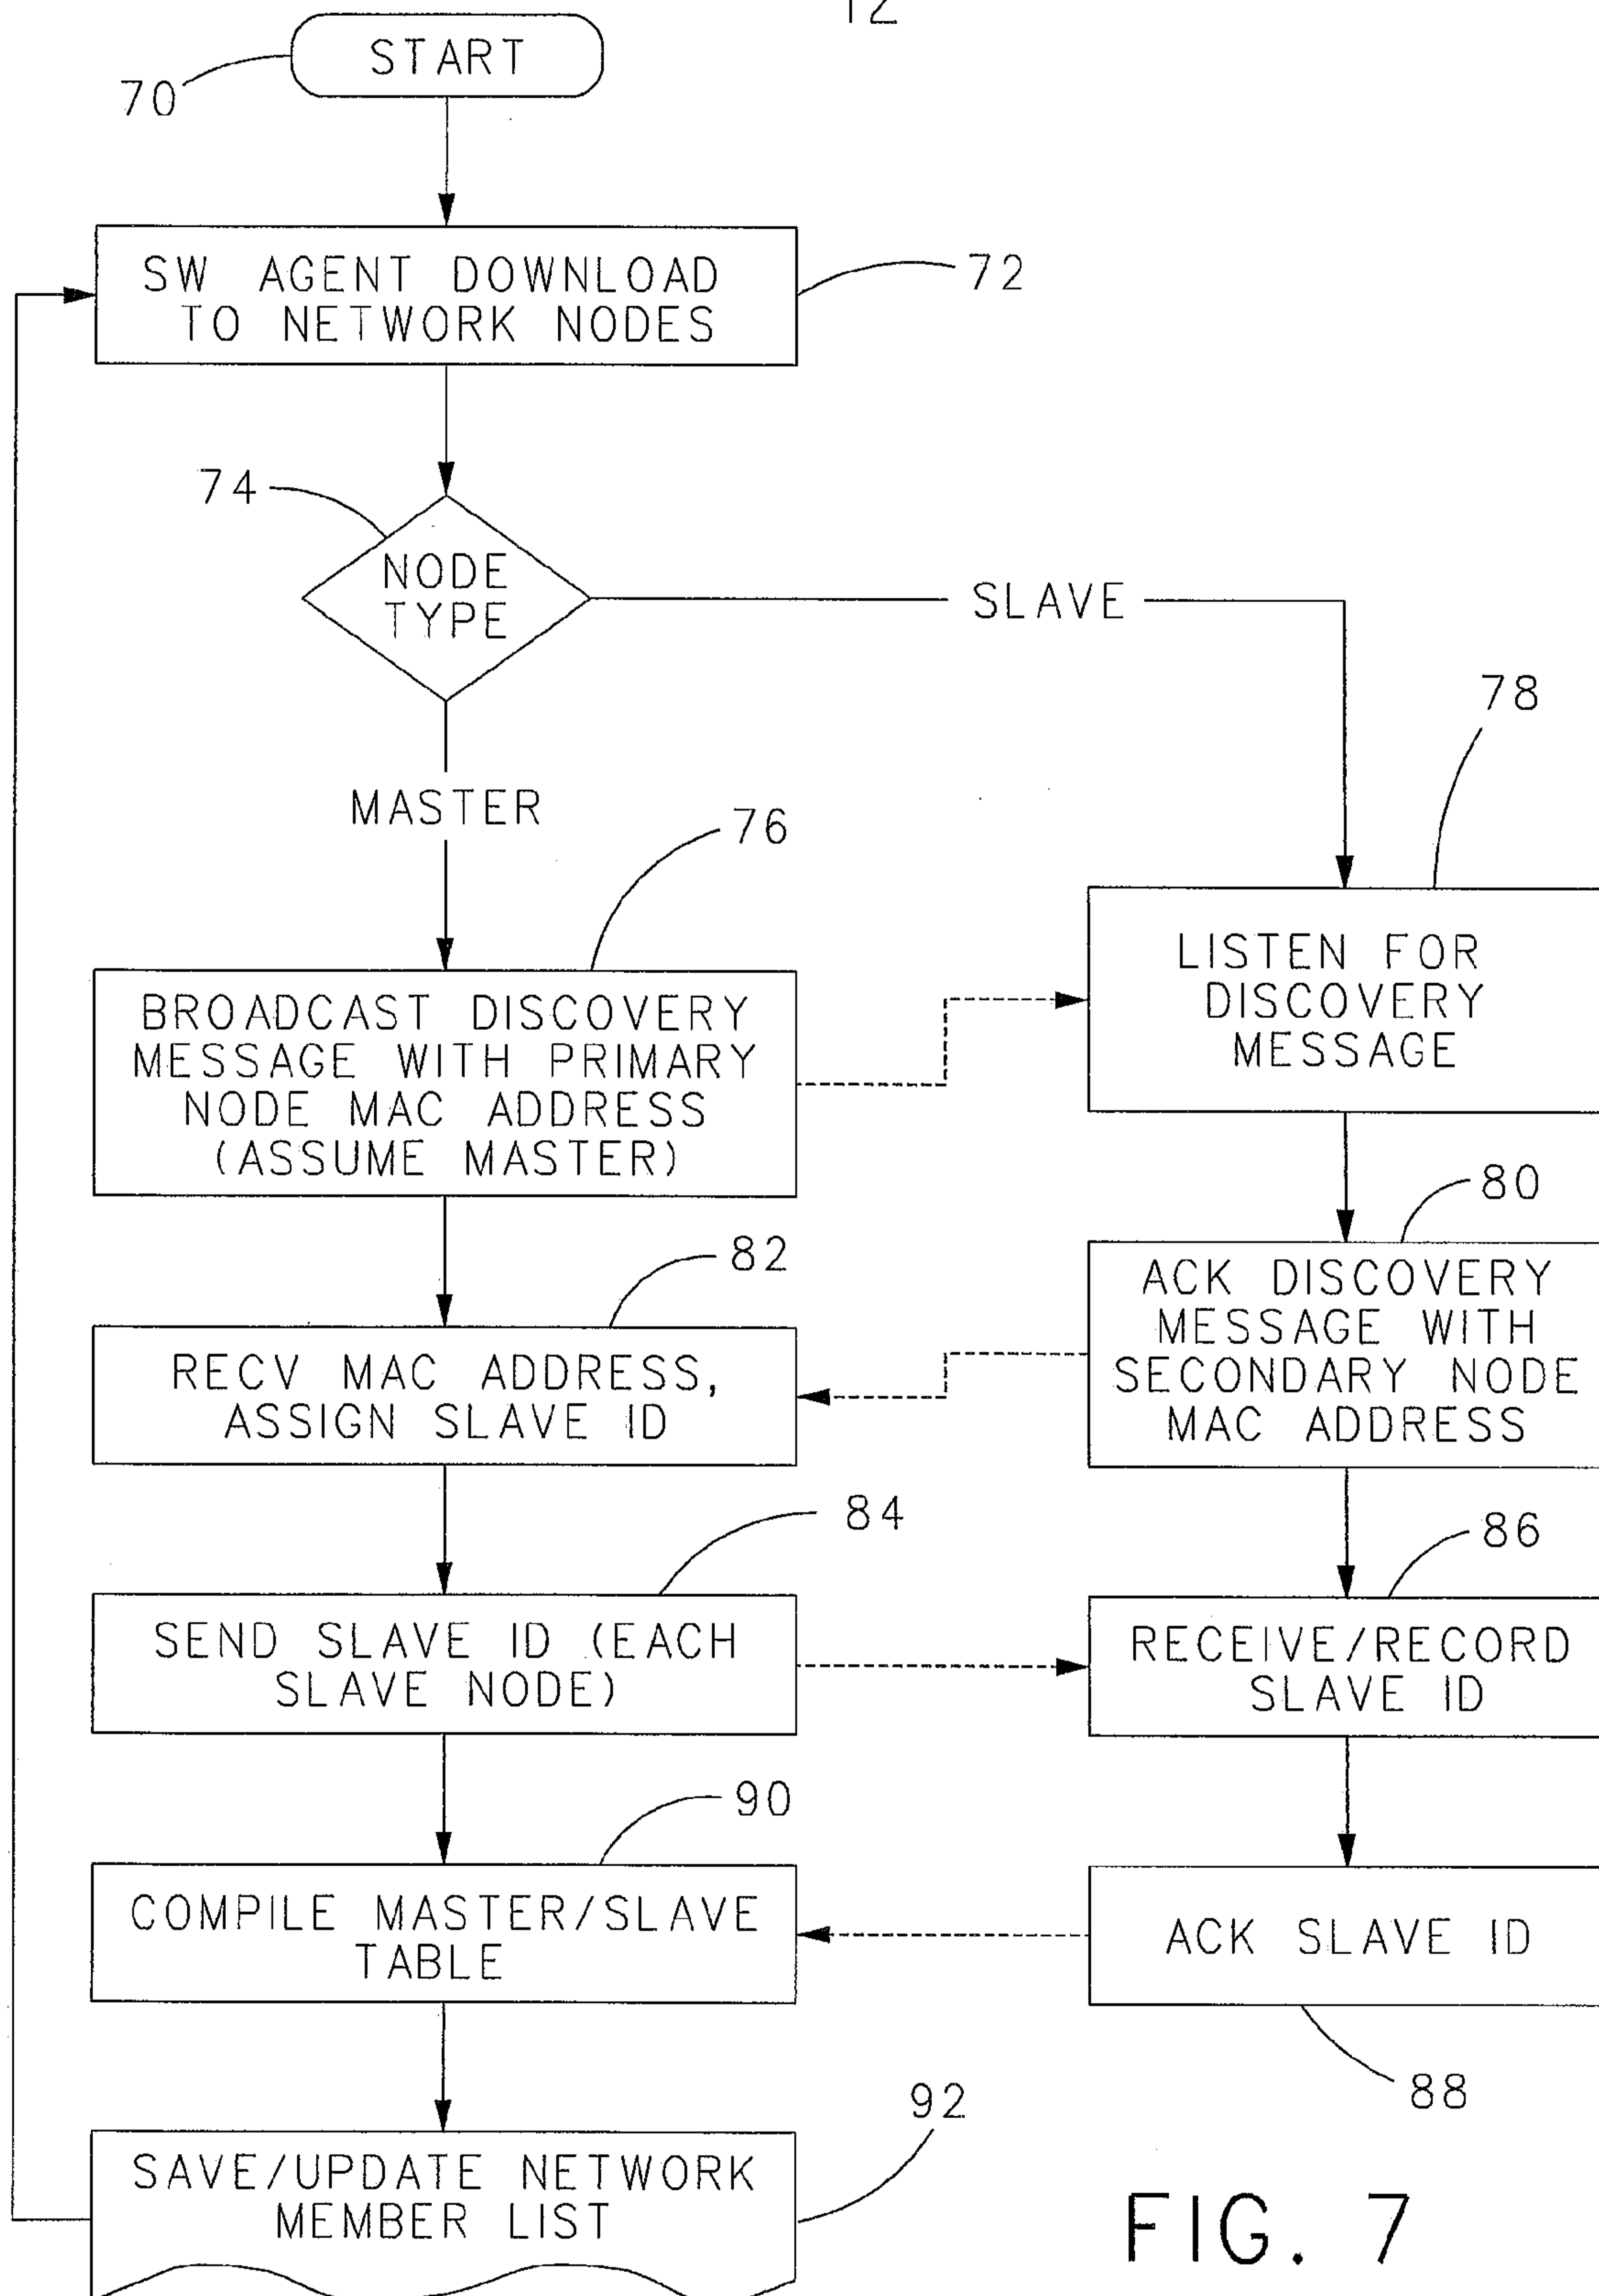 12
START
70
SW AGENT DOWNLOAD
TO NETWORK NODES
72
74
NODE
TYPE
SLAVE
78
MASTER
76
LISTEN FOR
DISCOVERY
MESSAGE
BROADCAST DISCOVERY
MESSAGE WITH PRIMARY
NODE MAC ADDRESS
(ASSUME MASTER)
80
82
ACK DISCOVERY
MESSAGE WITH
SECONDARY NODE
MAC ADDRESS
RECV MAC ADDRESS,
ASSIGN SLAVE ID
84
86
SEND SLAVE ID (EACH
SLAVE NODE)
RECEIVE/RECORD
SLAVE ID
90
COMPILE MASTER/SLAVE
TABLE
ACK SLAVE ID
88
92
SAVE/UPDATE NETWORK
MEMBER LIST
FIG. 7